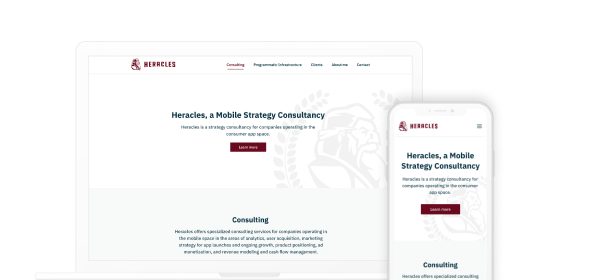 HERACLES
Consulting Programmatic Infrastructure Clients About me Contact
Heracles, a Mobile Strategy Consultancy
Heracles is a strategy consultancy for companies operating in the
consumer app space.
Learn more
Consulting
Heracles offers specialized consulting services for companies operating in
the mobile space in the areas of analytics, user acquisition, marketing
strategy for app launches and ongoing growth, product positioning, ad
monetization, and revenue modeling and cash flow management.
HERACLES
Heracles, a Mobile
Strategy Consultancy
Heracles is a strategy consultancy for
companies operating in the consumer
app space.
Learn more
Consulting
Heracles offers specialized consulting